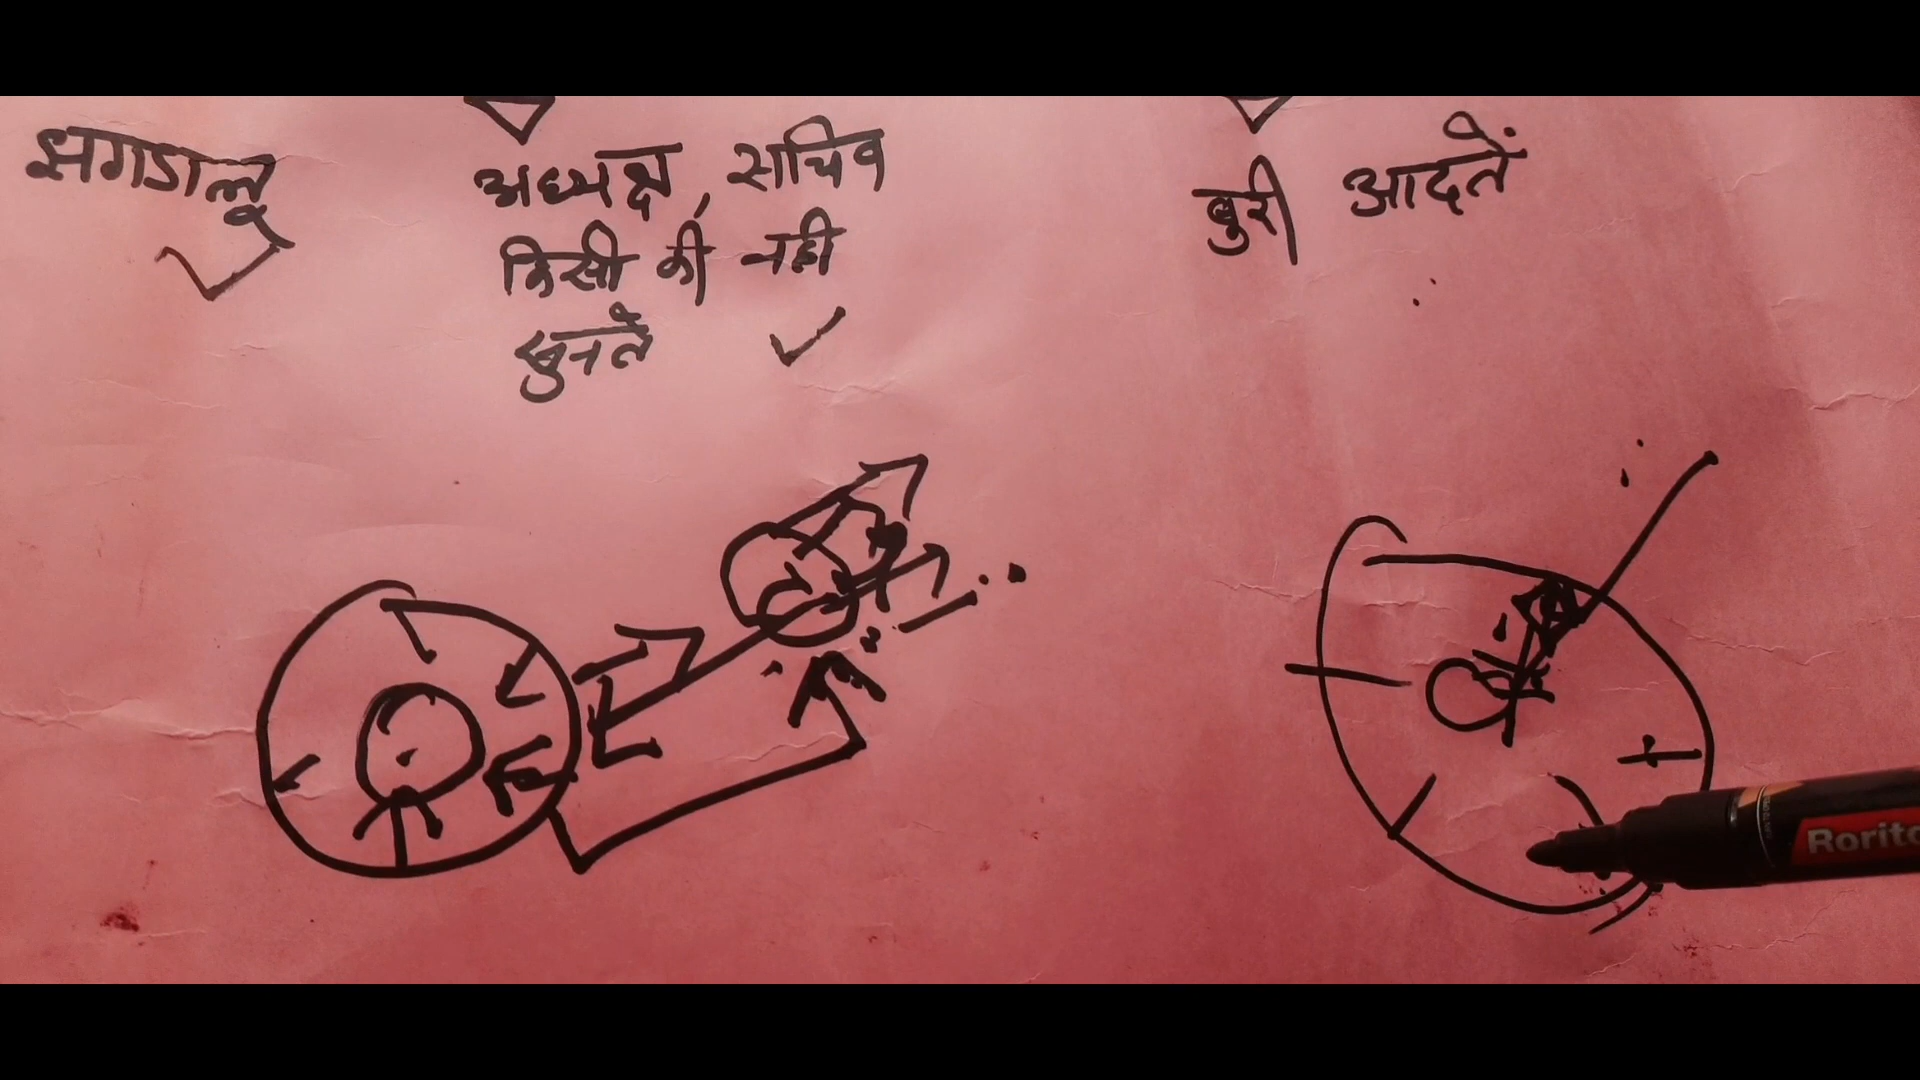 झगडालू
अध्यक्ष, सचिव
किसी की नही
सुनते
बुरी आदतें
Rorito